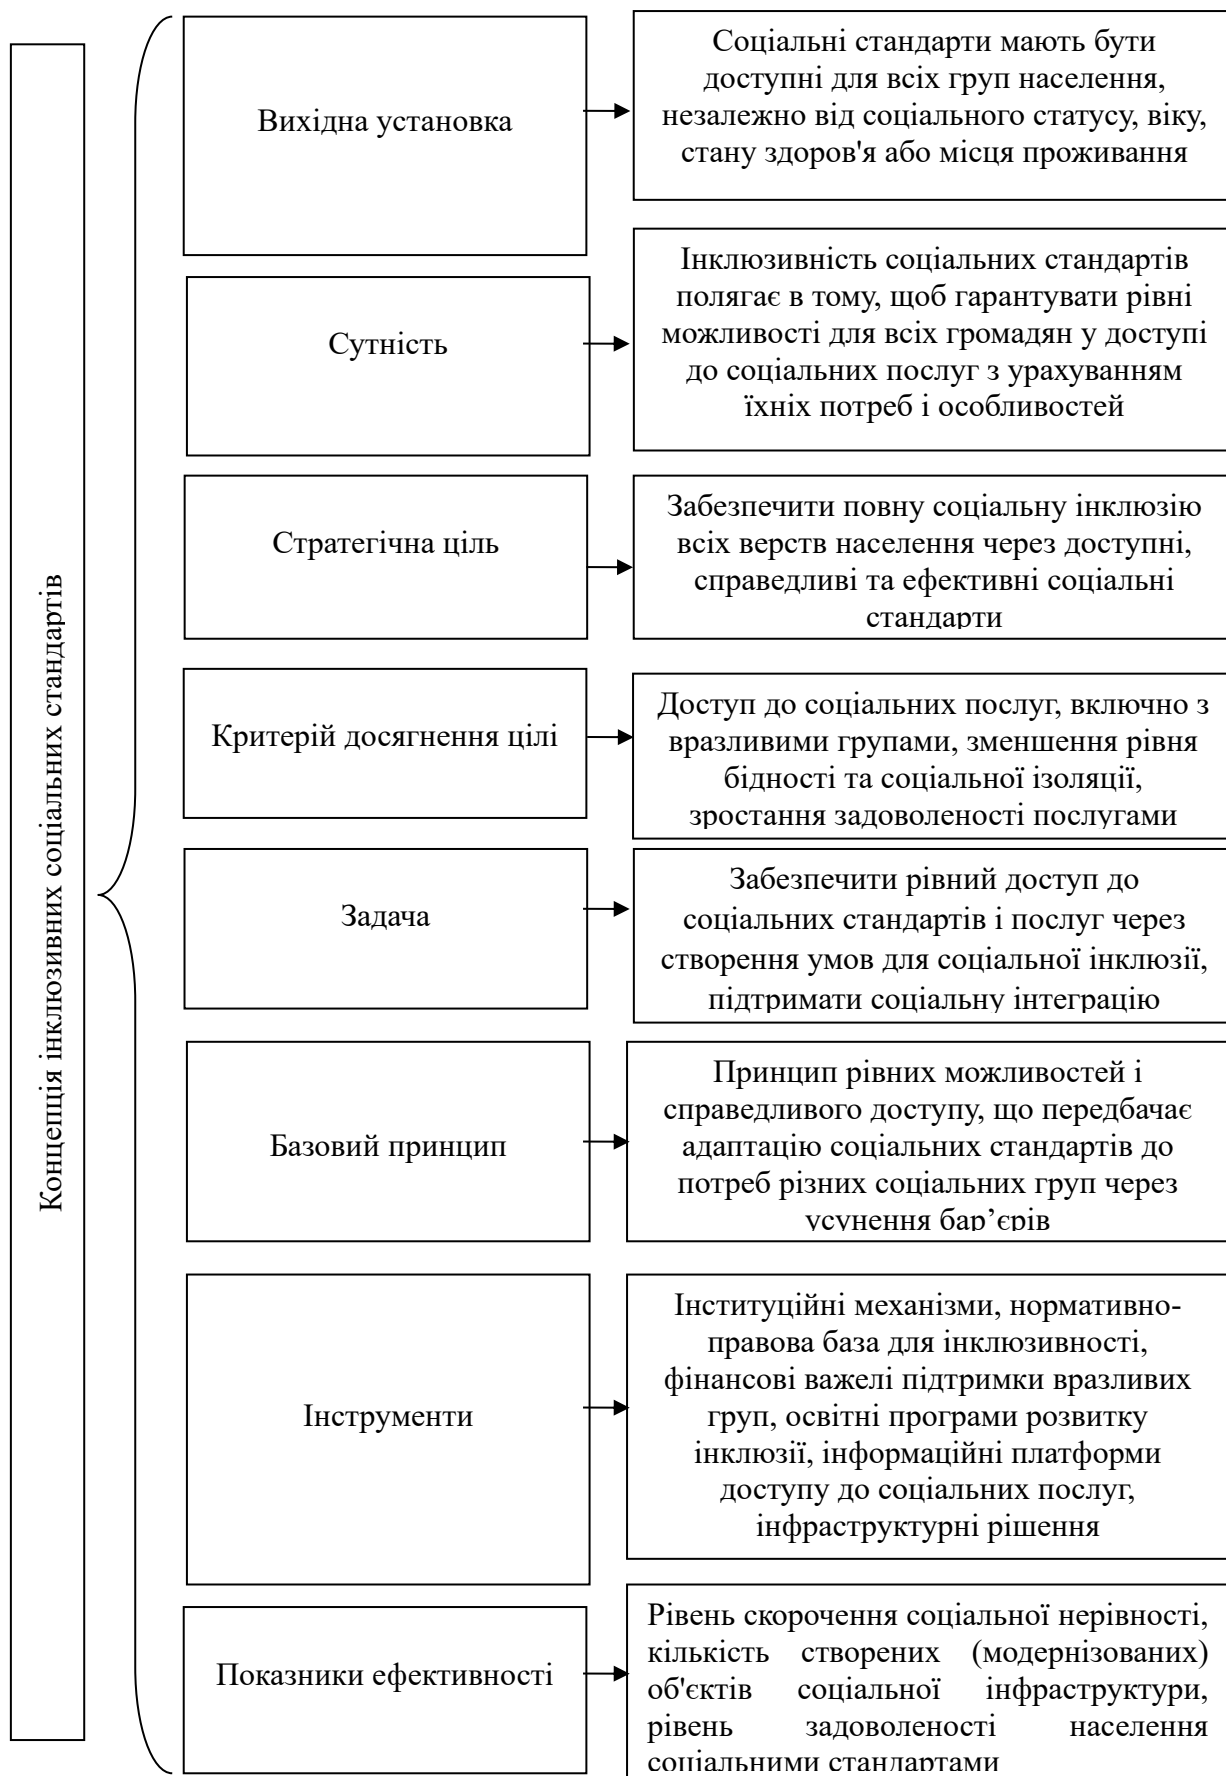 Концепція інклюзивних соціальних стандартів
Вихідна установка
Соціальні стандарти мають бути
доступні для всіх груп населення,
незалежно від соціального статусу, віку,
стану здоров'я або місця проживання
Сутність
Інклюзивність соціальних стандартів
полягає в тому, щоб гарантувати рівні
можливості для всіх громадян у доступі
до соціальних послуг з урахуванням
їхніх потреб і особливостей
Стратегічна ціль
Забезпечити повну соціальну інклюзію
всіх верств населення через доступні,
справедливі та ефективні соціальні
стандарти
Критерій досягнення цілі
Доступ до соціальних послуг, включно з
вразливими групами, зменшення рівня
бідності та соціальної ізоляції,
зростання задоволеності послугами
Задача
Забезпечити рівний доступ до
соціальних стандартів і послуг через
створення умов для соціальної інклюзії,
підтримати соціальну інтеграцію
Базовий принцип
Принцип рівних можливостей і
справедливого доступу, що передбачає
адаптацію соціальних стандартів до
потреб різних соціальних груп через
усунення бар’єрів
Інструменти
Інституційні механізми, нормативно-
правова база для інклюзивності,
фінансові важелі підтримки вразливих
груп, освітні програми розвитку
інклюзії, інформаційні платформи
доступу до соціальних послуг,
інфраструктурні рішення
Показники ефективності
Рівень скорочення соціальної нерівності,
кількість створених (модернізованих)
об'єктів соціальної інфраструктури,
рівень задоволеності населення
соціальними стандартами